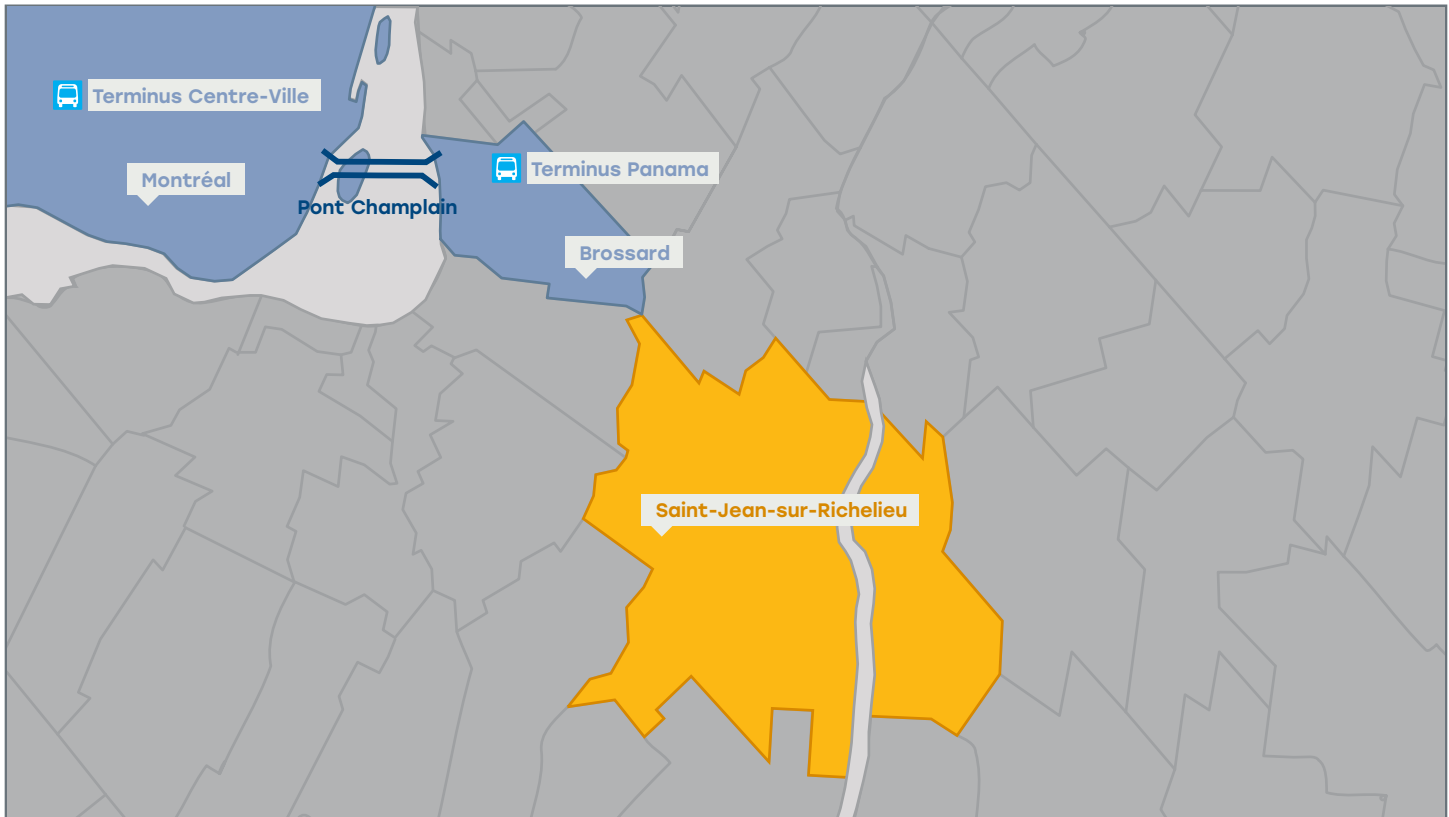 Terminus Centre-Ville
Terminus Panama
Montréal
Pont Champlain
Brossard
Saint-Jean-sur-Richelieu